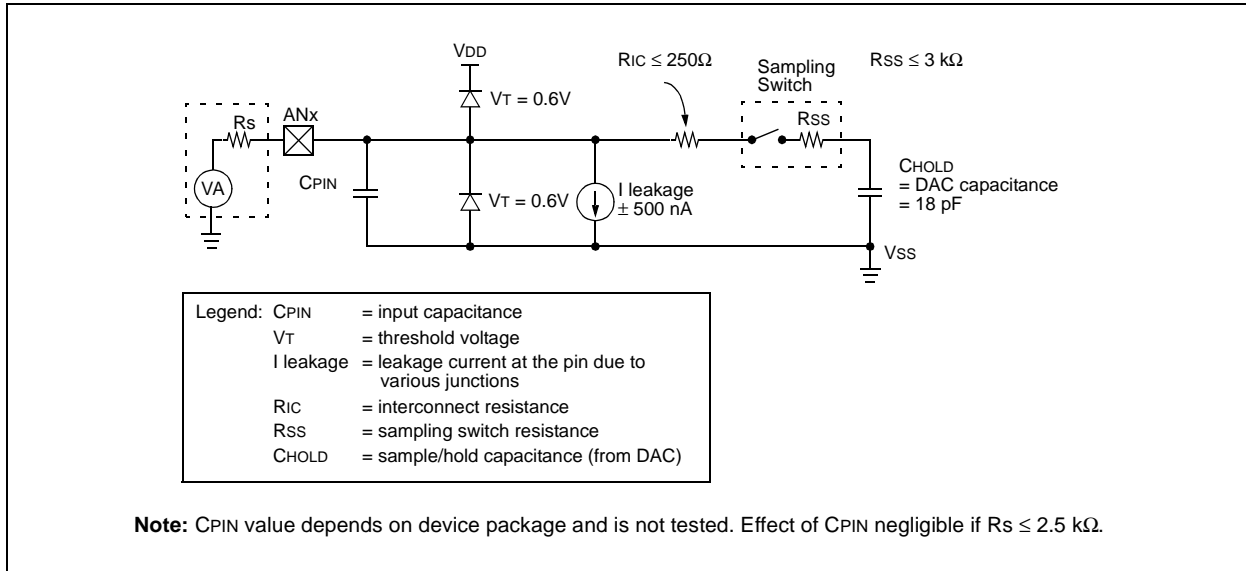 VDD
RIC ≤ 250Ω
Sampling
Switch
RSS ≤ 3 kΩ
VT = 0.6V
Rs
ANx
RSS
VA
CPIN
VT = 0.6V
I leakage
± 500 nA
CHOLD
= DAC capacitance
= 18 pF
VSS
Legend: CPIN = input capacitance
VT = threshold voltage
I leakage = leakage current at the pin due to
various junctions
RIC = interconnect resistance
RSS = sampling switch resistance
CHOLD = sample/hold capacitance (from DAC)
Note: CPIN value depends on device package and is not tested. Effect of CPIN negligible if Rs ≤ 2.5 kΩ.